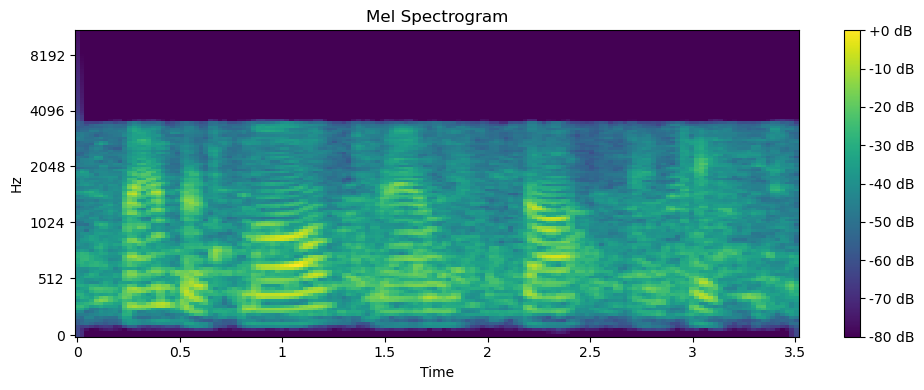 Mel Spectrogram
Hz
8192
4096
2048
1024
512
0
0 0.5 1 1.5 2 2.5 3 3.5
Time
+0 dB
-10 dB
-20 dB
-30 dB
-40 dB
-50 dB
-60 dB
-70 dB
-80 dB